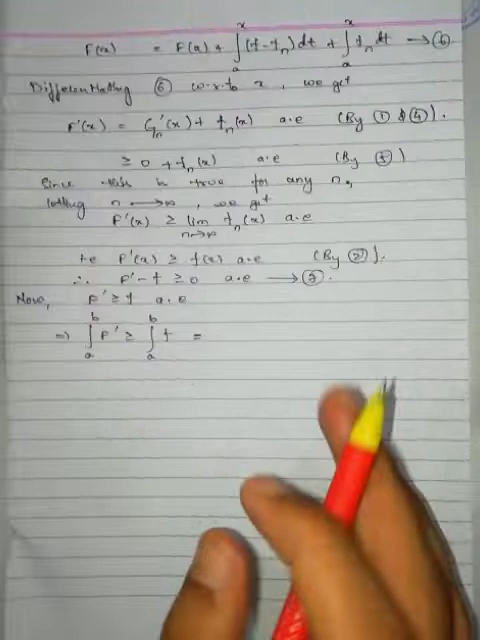 F(x) = F(a) + ∫ₐˣ (f - fₙ) dt + ∫ₐˣ fₙ dt → ⑥
Differentiating ⑥ w.r.to x, we get
F'(x) = Gₙ'(x) + fₙ(x) a.e (By ① & ④).
≥ 0 + fₙ(x) a.e (By ⑤)
Since this is true for any n,
letting n → ∞, we get
F'(x) ≥ lim fₙ(x) a.e
n→∞
ie F'(x) ≥ f(x) a.e (By ②).
∴ F' - f ≥ 0 a.e → ⑦.
Now, F' ≥ f a.e
⇒ ∫ₐᵇ F' ≥ ∫ₐᵇ f =